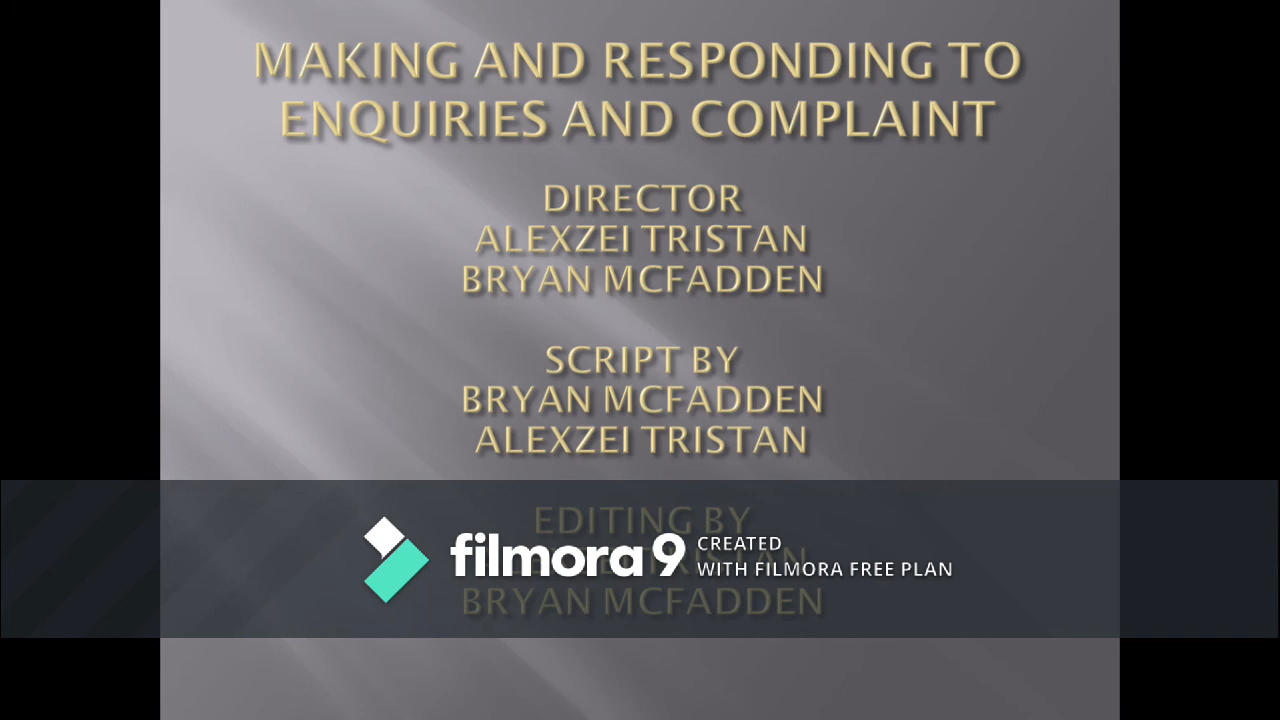 MAKING AND RESPONDING TO
ENQUIRIES AND COMPLAINT
DIRECTOR
ALEXZEI TRISTAN
BRYAN MCFADDEN
SCRIPT BY
BRYAN MCFADDEN
ALEXZEI TRISTAN
EDITING BY
filmora9 CREATED
WITH FILMORA FREE PLAN
TRISTAN
BRYAN MCFADDEN